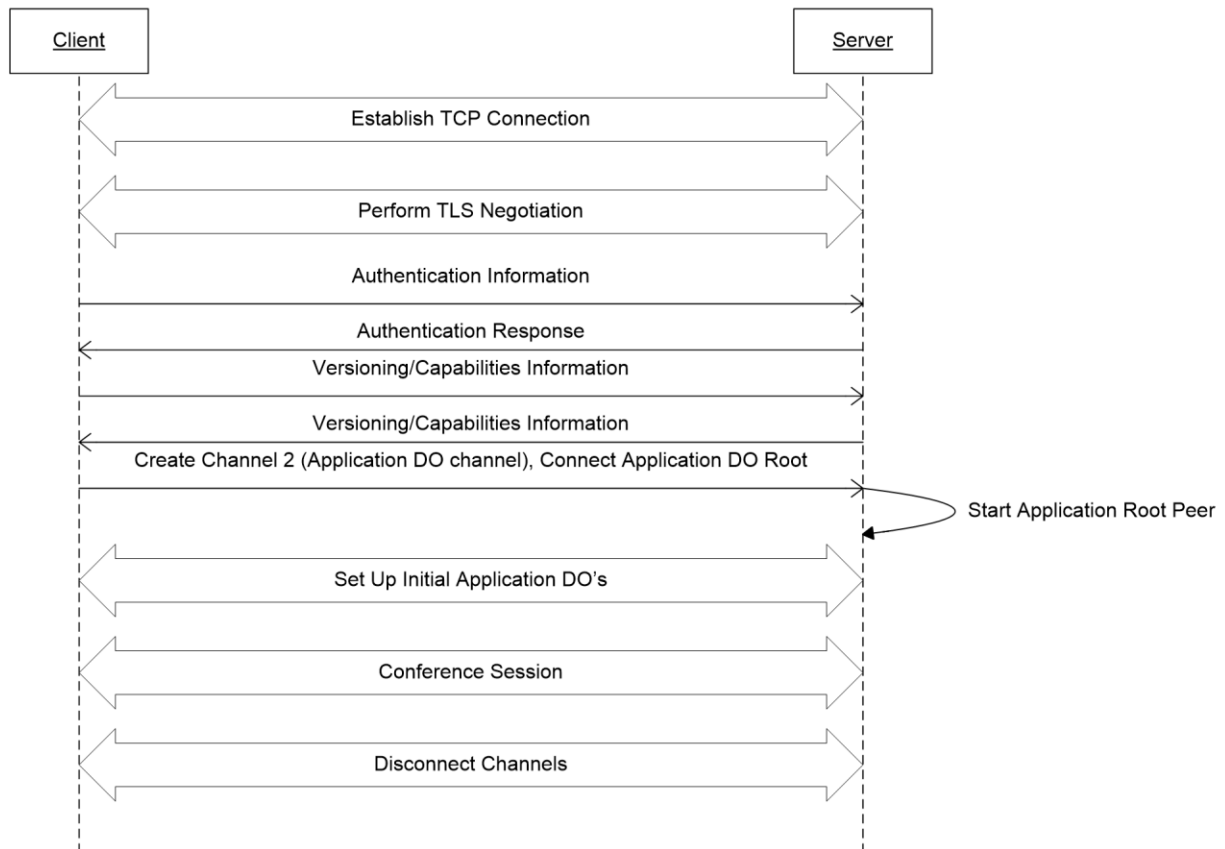 Client
Server
Establish TCP Connection
Perform TLS Negotiation
Authentication Information
Authentication Response
Versioning/Capabilities Information
Versioning/Capabilities Information
Create Channel 2 (Application DO channel), Connect Application DO Root
Start Application Root Peer
Set Up Initial Application DO’s
Conference Session
Disconnect Channels